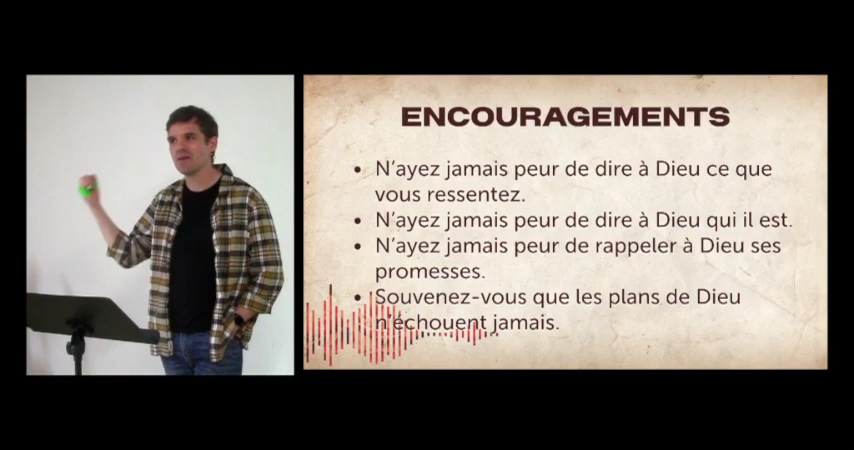 ENCOURAGEMENTS
• N'ayez jamais peur de dire à Dieu ce que
vous ressentez.
• N'ayez jamais peur de dire à Dieu qui il est.
• N'ayez jamais peur de rappeler à Dieu ses
promesses.
• Souvenez-vous que les plans de Dieu
n'échouent jamais.